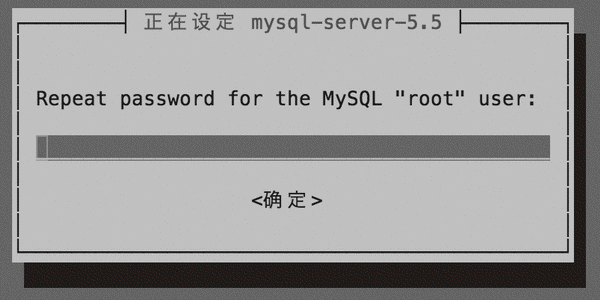 正在设定 mysql-server-5.5
Repeat password for the MySQL "root" user:
<确定>